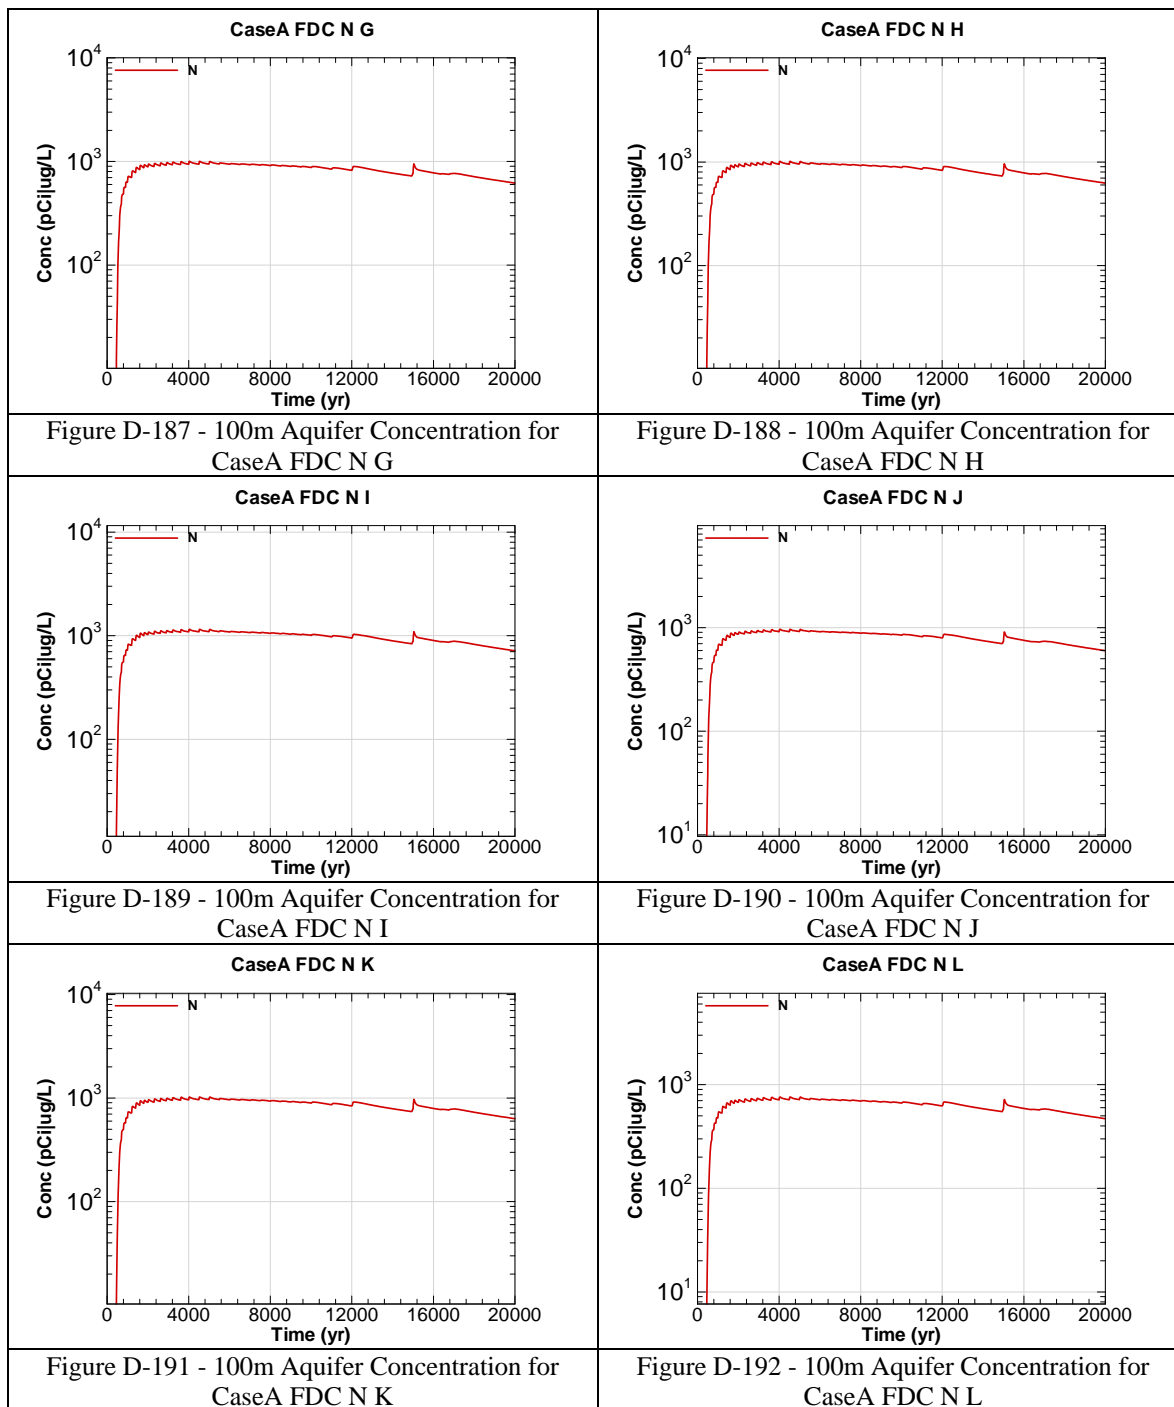 CaseA FDC N G
N
10^4
10^3
10^2
Conc (pCi|ug/L)
0 4000 8000 12000 16000 20000
Time (yr)
Figure D-187 - 100m Aquifer Concentration for
CaseA FDC N G
CaseA FDC N H
N
10^4
10^3
10^2
Conc (pCi|ug/L)
0 4000 8000 12000 16000 20000
Time (yr)
Figure D-188 - 100m Aquifer Concentration for
CaseA FDC N H
CaseA FDC N I
N
10^4
10^3
10^2
Conc (pCi|ug/L)
0 4000 8000 12000 16000 20000
Time (yr)
Figure D-189 - 100m Aquifer Concentration for
CaseA FDC N I
CaseA FDC N J
N
10^3
10^2
10^1
Conc (pCi|ug/L)
0 4000 8000 12000 16000 20000
Time (yr)
Figure D-190 - 100m Aquifer Concentration for
CaseA FDC N J
CaseA FDC N K
N
10^4
10^3
10^2
Conc (pCi|ug/L)
0 4000 8000 12000 16000 20000
Time (yr)
Figure D-191 - 100m Aquifer Concentration for
CaseA FDC N K
CaseA FDC N L
N
10^3
10^2
10^1
Conc (pCi|ug/L)
0 4000 8000 12000 16000 20000
Time (yr)
Figure D-192 - 100m Aquifer Concentration for
CaseA FDC N L